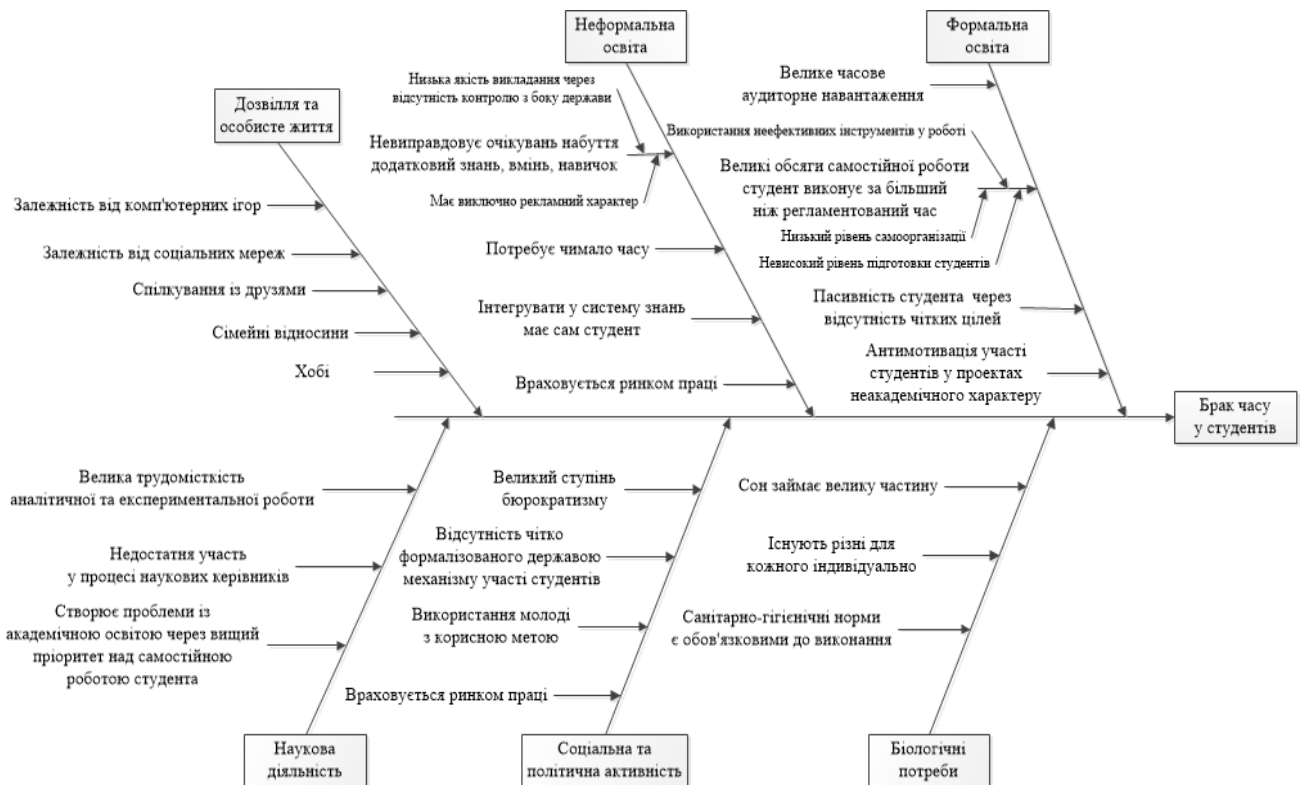 Неформальна
освіта
Формальна
освіта
Дозвілля та
особисте життя
Залежність від комп'ютерних ігор
Залежність від соціальних мереж
Спілкування із друзями
Сімейні відносини
Хобі
Низька якість викладання через
відсутність контролю з боку держави
Невиправдовує очікувань набуття
додатковий знань, вмінь, навичок
Має виключно рекламний характер
Потребує чимало часу
Інтегрувати у систему знань
має сам студент
Враховується ринком праці
Велике часове
аудиторне навантаження
Використання неефективних інструментів у роботі
Великі обсяги самостійної роботи
студент виконує за більший
ніж регламентований час
Низький рівень самоорганізації
Невисокий рівень підготовки студентів
Пасивність студента через
відсутність чітких цілей
Антимотивація участі
студентів у проектах
неакадемічного характеру
Брак часу
у студентів
Велика трудомісткість
аналітичної та експериментальної роботи
Недостатня участь
у процесі наукових керівників
Створює проблеми із
академічною освітою через вищий
пріоритет над самостійною
роботою студента
Великий ступінь
бюрократизму
Відсутність чітко
формалізованого державою
механізму участі студентів
Використання молоді
з корисною метою
Враховується ринком праці
Сон займає велику частину
Існують різні для
кожного індивідуально
Санітарно-гігієнічні норми
є обов'язковими до виконання
Наукова
діяльність
Соціальна та
політична активність
Біологічні
потреби